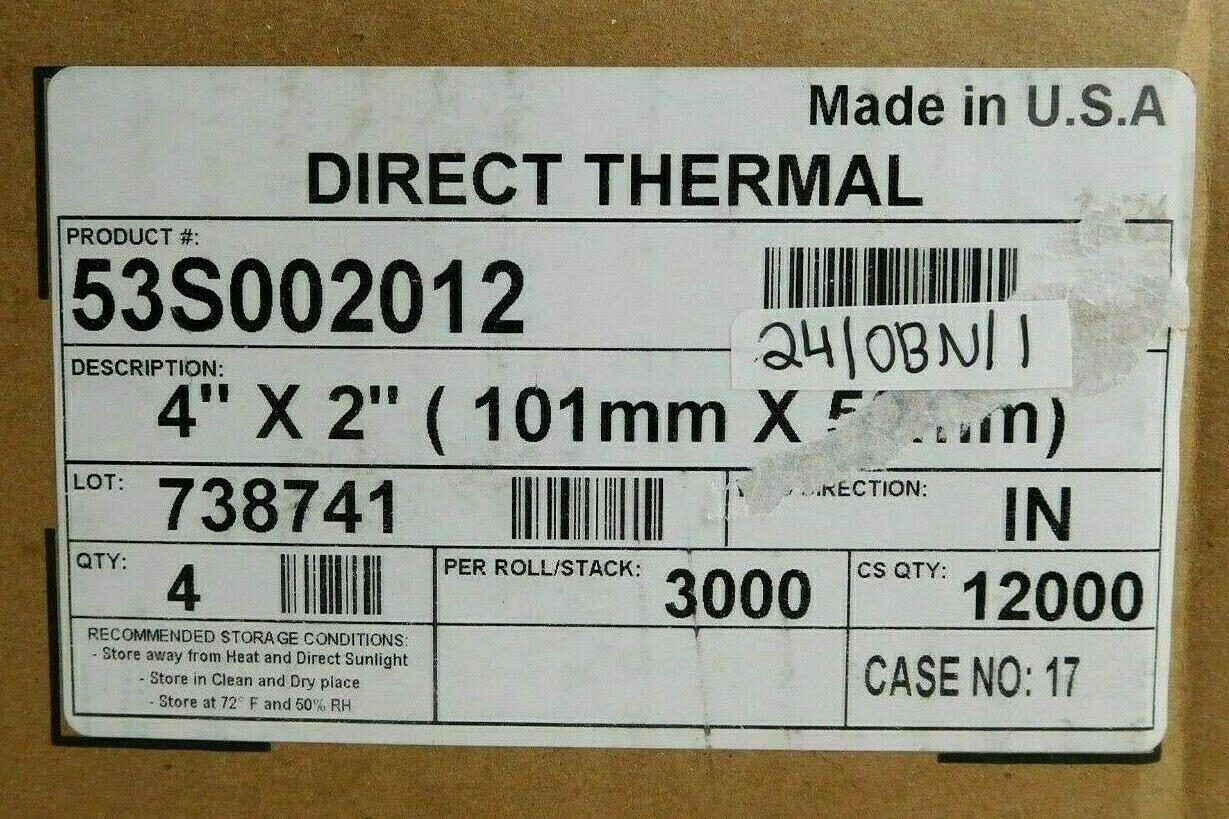 Made in U.S.A
DIRECT THERMAL
PRODUCT #:
53S002012
24/OBN/1
DESCRIPTION:
4" X 2" ( 101mm X
LOT: 738741
DIRECTION: IN
QTY: 4
PER ROLL/STACK: 3000
CS QTY: 12000
RECOMMENDED STORAGE CONDITIONS:
- Store away from Heat and Direct Sunlight
- Store in Clean and Dry place
- Store at 72° F and 50% RH
CASE NO: 17